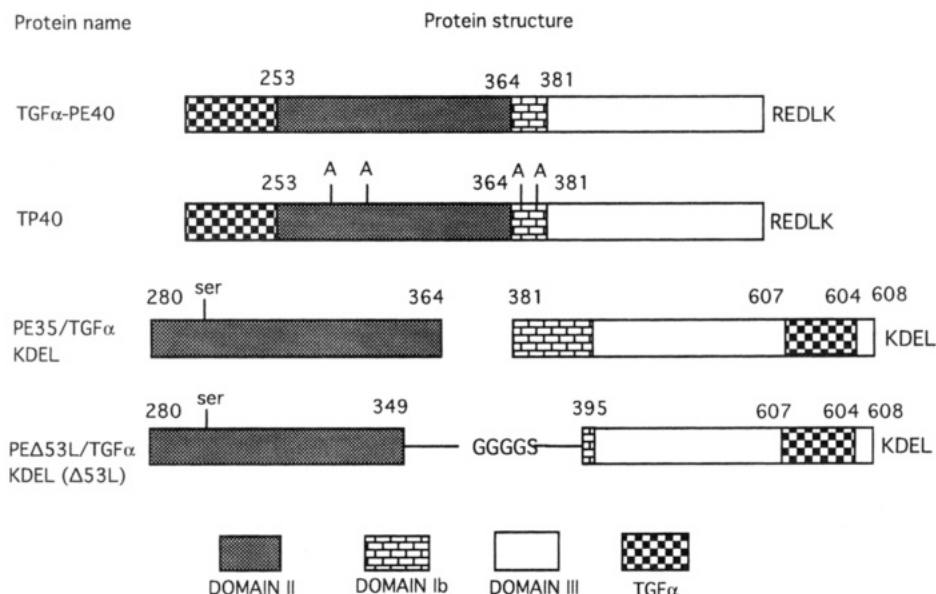 Protein name Protein structure
253 364 381
TGFα-PE40 REDLK
A A A A
253 364 381
TP40 REDLK
ser
280 364 381 607 604 608
PE35/TGFα
KDEL KDEL
ser
280 349 395 607 604 608
PEΔ53L/TGFα GGGGS KDEL
KDEL (Δ53L)
DOMAIN II DOMAIN Ib DOMAIN III TGFα